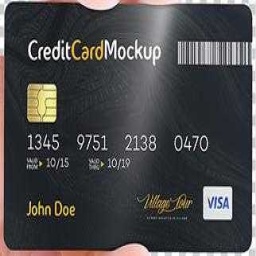 CreditCardMockup
1345 9751 2138 0470
VALID FROM 10/15 VALID THRU 10/19
John Doe
Village Tour
VISA